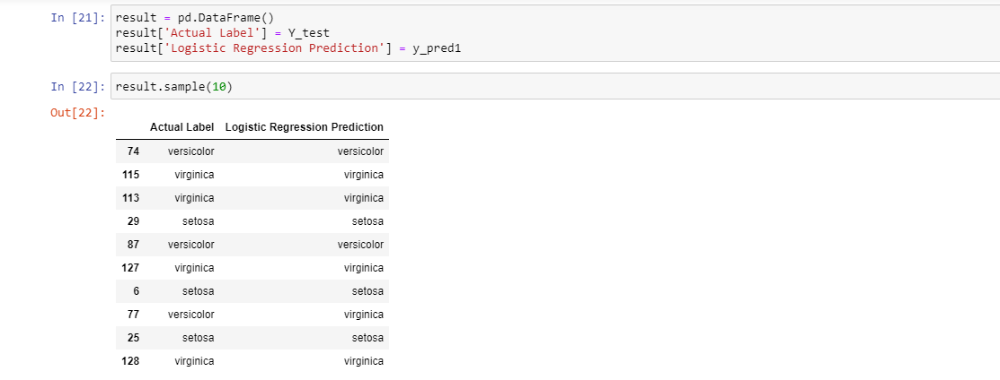 In [21]: result = pd.DataFrame()
result['Actual Label'] = Y_test
result['Logistic Regression Prediction'] = y_pred1
In [22]: result.sample(10)
Out[22]:
Actual Label Logistic Regression Prediction
74 versicolor versicolor
115 virginica virginica
113 virginica virginica
29 setosa setosa
87 versicolor versicolor
127 virginica virginica
6 setosa setosa
77 versicolor virginica
25 setosa setosa
128 virginica virginica